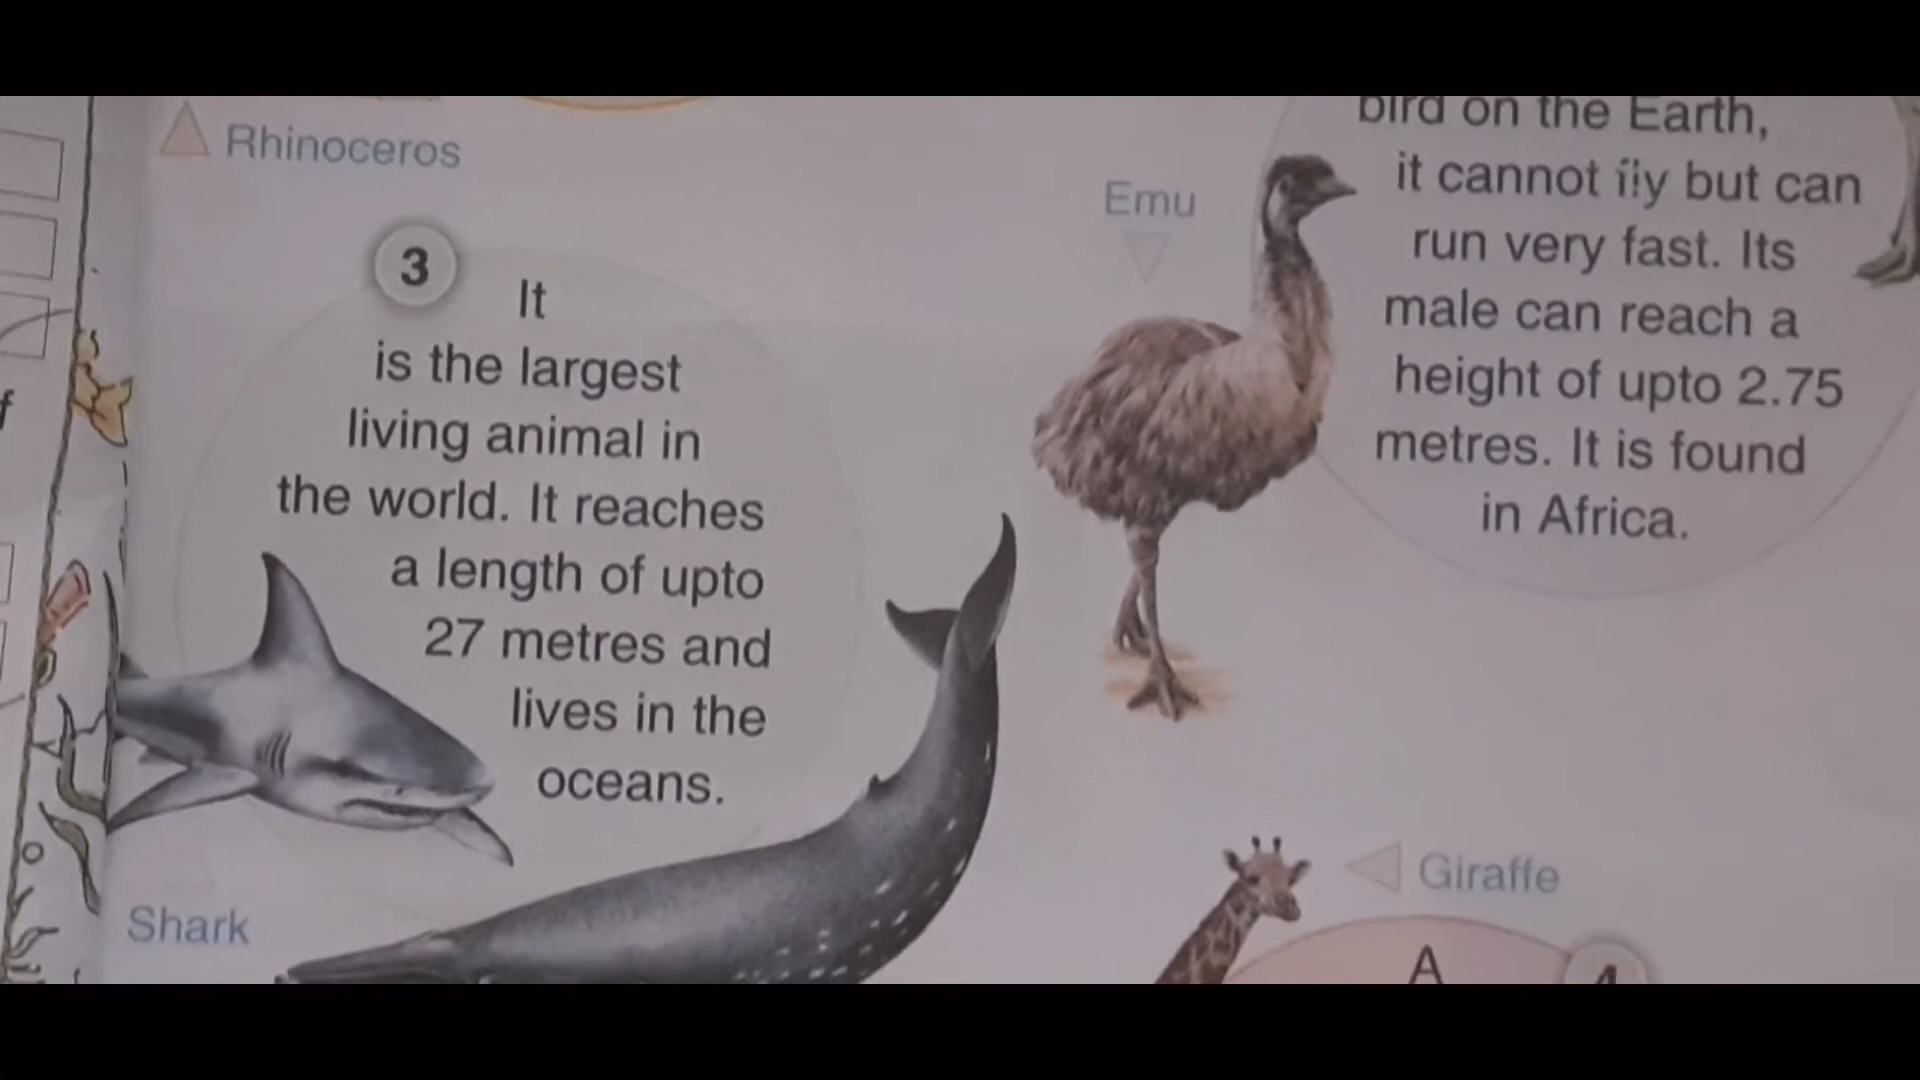 Rhinoceros
3
It
is the largest
living animal in
the world. It reaches
a length of upto
27 metres and
lives in the
oceans.
Shark
Emu
bird on the Earth,
it cannot fly but can
run very fast. Its
male can reach a
height of upto 2.75
metres. It is found
in Africa.
Giraffe
A
4
f